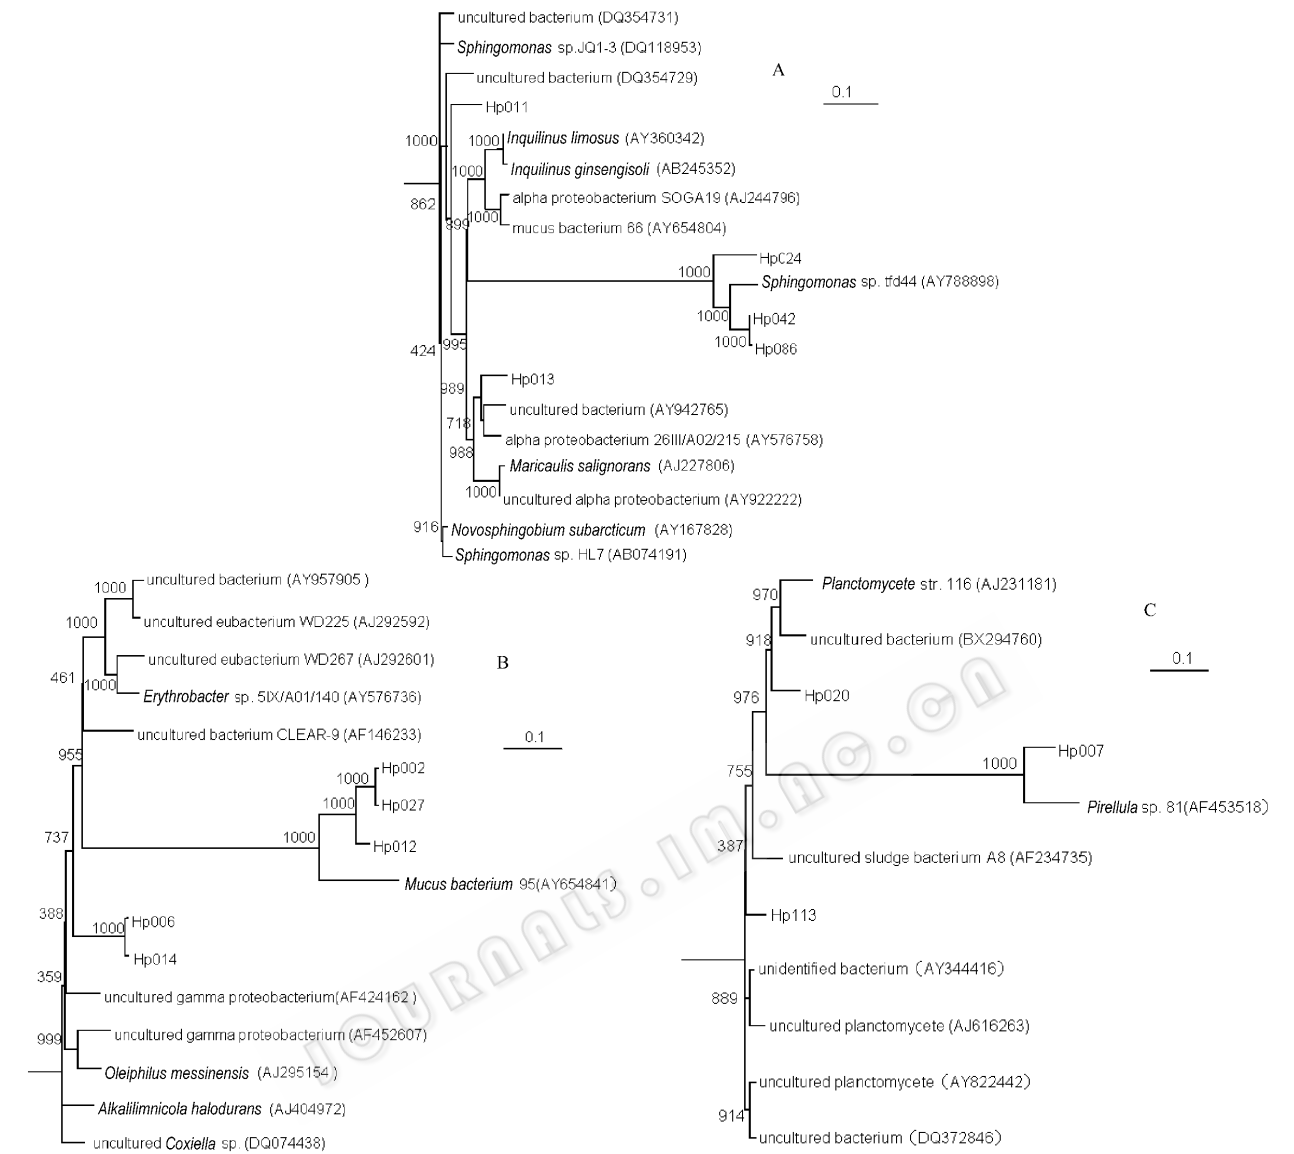 uncultured bacterium (DQ354731)
Sphingomonas sp.JQ1-3 (DQ118953)
A
uncultured bacterium (DQ354729)
0.1
Hp011
1000
1000
Inquilinus limosus (AY360342)
1000
Inquilinus ginsengisoli (AB245352)
862
alpha proteobacterium SOGA19 (AJ244796)
899
1000
mucus bacterium 66 (AY654804)
HpC24
1000
Sphingomonas sp. tfd44 (AY788898)
1000
Hp042
424
995
1000
Hp086
989
Hp013
718
uncultured bacterium (AY942765)
988
alpha proteobacterium 26III/A02/215 (AY576758)
Maricaulis salignorans (AJ227806)
1000
uncultured alpha proteobacterium (AY922222)
916
Novosphingobium subarcticum (AY167828)
Sphingomonas sp. HL7 (AB074191)
1000
uncultured bacterium (AY957905 )
1000
uncultured eubacterium WD225 (AJ292592)
B
461
uncultured eubacterium WD267 (AJ292601)
1000
Erythrobacter sp. 5IX/A01/140 (AY576736)
0.1
955
uncultured bacterium CLEAR-9 (AF146233)
1000
Hp002
1000
Hp027
737
1000
Hp012
Mucus bacterium 95(AY654841)
388
1000
Hp006
Hp014
359
uncultured gamma proteobacterium(AF424162 )
999
uncultured gamma proteobacterium (AF452607)
Oleiphilus messinensis (AJ295154 )
Alkalilimnicola halodurans (AJ404972)
uncultured Coxiella sp. (DQ074438)
970
Planctomycete str. 116 (AJ231181)
C
918
uncultured bacterium (BX294760)
0.1
976
Hp020
755
1000
Hp007
Pirellula sp. 81(AF453518)
387
uncultured sludge bacterium A8 (AF234735)
Hp113
unidentified bacterium (AY344416)
889
uncultured planctomycete (AJ616263)
uncultured planctomycete (AY822442)
914
uncultured bacterium (DQ372846)
JOURNALS.IM.AC.CN